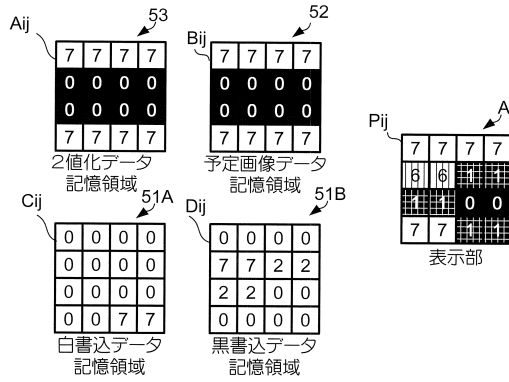 53
Aij
7 7 7 7
0 0 0 0
0 0 0 0
7 7 7 7
2値化データ
記憶領域
52
Bij
7 7 7 7
0 0 0 0
0 0 0 0
7 7 7 7
予定画像データ
記憶領域
A
Pij
7 7 7 7
6 6 1 1
1 1 0 0
7 7 1 1
表示部
51A
Cij
0 0 0 0
0 0 0 0
0 0 0 0
0 0 7 7
白書込データ
記憶領域
51B
Dij
0 0 0 0
7 7 2 2
2 2 0 0
0 0 0 0
黒書込データ
記憶領域